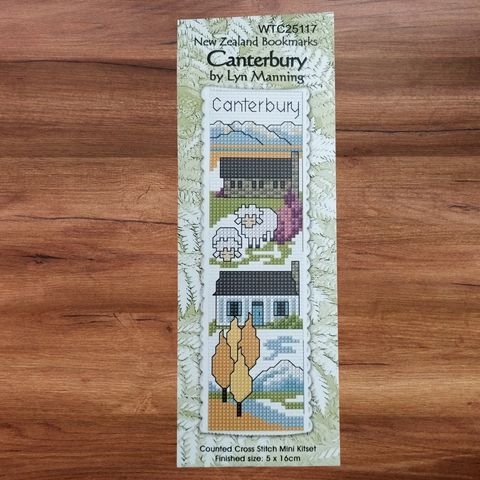 WTC25117
New Zealand Bookmarks
Canterbury
by Lyn Manning
Canterbury
Counted Cross Stitch Mini Kitset
Finished size: 5 x 16cm